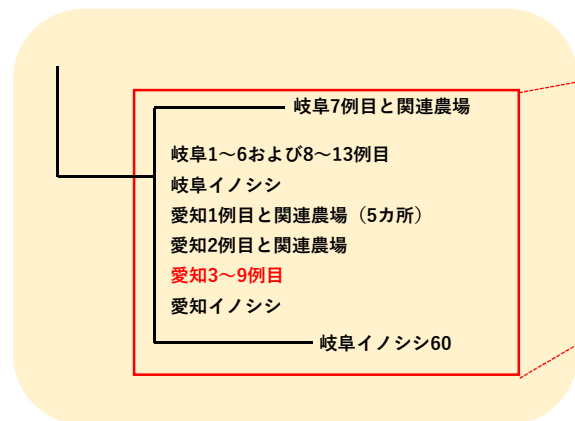 岐阜7例目と関連農場
岐阜1～6および8～13例目
岐阜イノシシ
愛知1例目と関連農場（5カ所）
愛知2例目と関連農場
愛知3～9例目
愛知イノシシ
岐阜イノシシ60